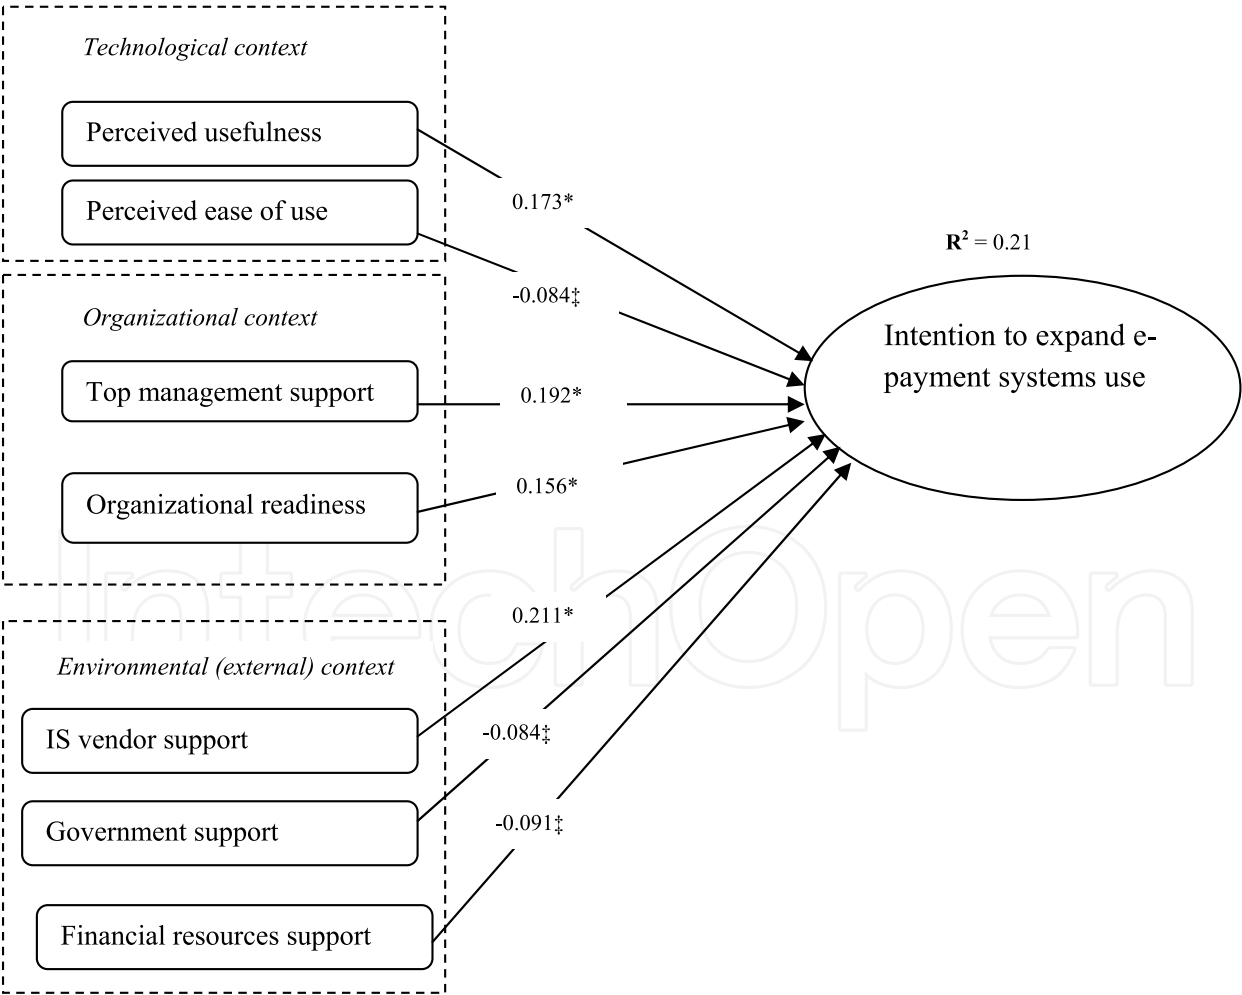 Technological context
Perceived usefulness
0.173*
Perceived ease of use
-0.084‡
R² = 0.21
Organizational context
Intention to expand e-
payment systems use
Top management support
0.192*
Organizational readiness
0.156*
IntechOpen
Environmental (external) context
0.211*
IS vendor support
-0.084‡
Government support
-0.091‡
Financial resources support